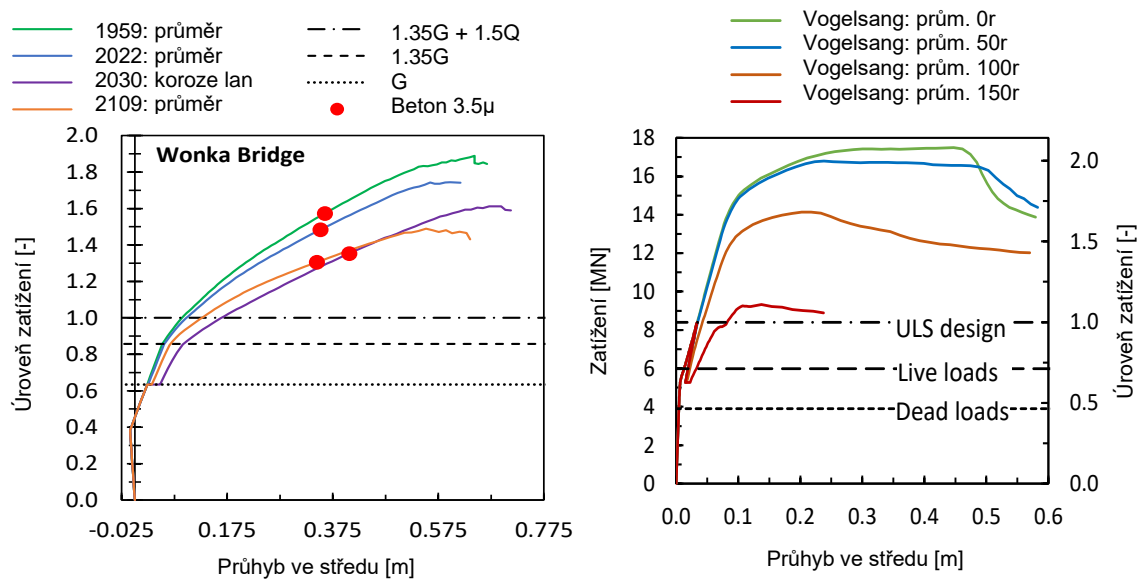 1959: průměr
2022: průměr
2030: koroze lan
2109: průměr
1.35G + 1.5Q
1.35G
G
Beton 3.5μ
Wonka Bridge
Úroveň zatížení [-]
2.0
1.8
1.6
1.4
1.2
1.0
0.8
0.6
0.4
0.2
0.0
-0.025
0.175
0.375
0.575
0.775
Průhyb ve středu [m]
Vogelsang: prům. 0r
Vogelsang: prům. 50r
Vogelsang: prům. 100r
Vogelsang: prúm. 150r
Zatížení [MN]
18
16
14
12
10
8
6
4
2
0
ULS design
Live loads
Dead loads
2.0
1.5
1.0
0.5
0.0
Úroveň zatížení [-]
0.0
0.1
0.2
0.3
0.4
0.5
0.6
Průhyb ve středu [m]